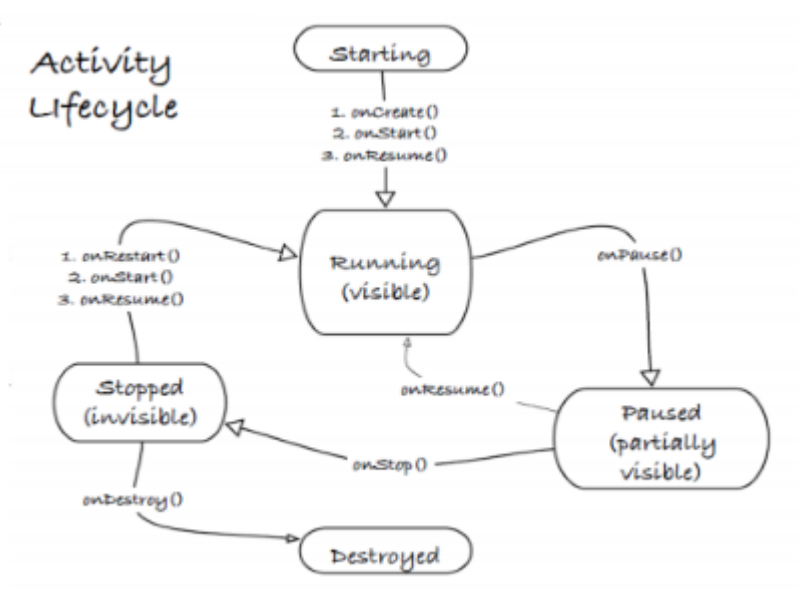 Activity
LIfecycle
Starting
1. onCreate()
2. onStart()
3. onResume()
Running
(visible)
onPause()
1. onRestart()
2. onStart()
3. onResume()
Stopped
(invisible)
onResume()
Paused
(partially
visible)
onStop()
onDestroy()
Destroyed